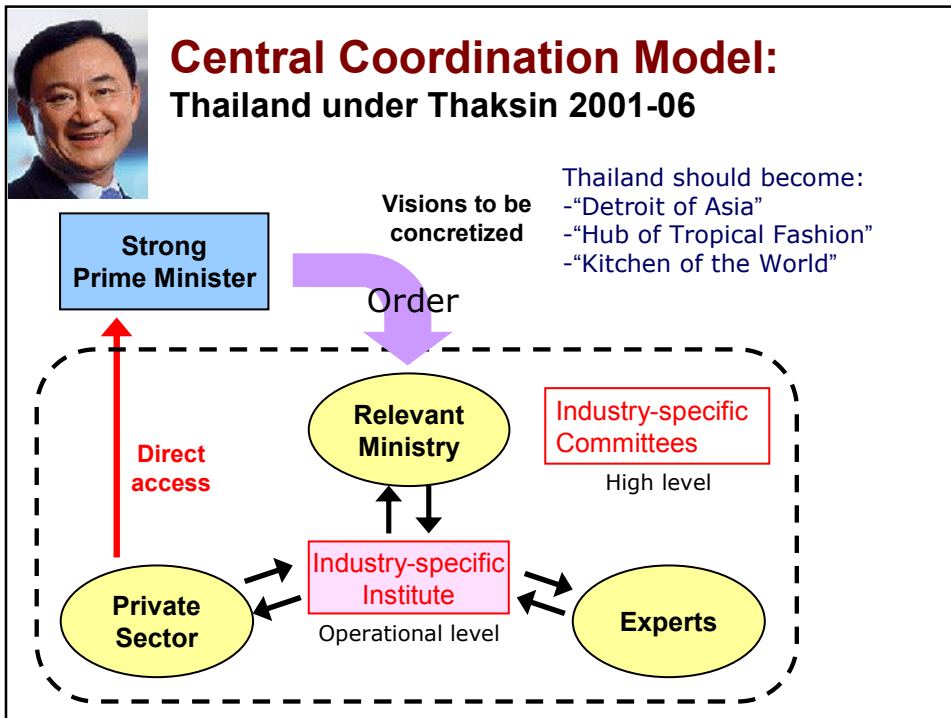 Central Coordination Model:
Thailand under Thaksin 2001-06
Visions to be
concretized
Thailand should become:
-“Detroit of Asia”
-“Hub of Tropical Fashion”
-“Kitchen of the World”
Strong
Prime Minister
Order
Relevant
Ministry
Industry-specific
Committees
High level
Direct
access
Industry-specific
Institute
Operational level
Private
Sector
Experts